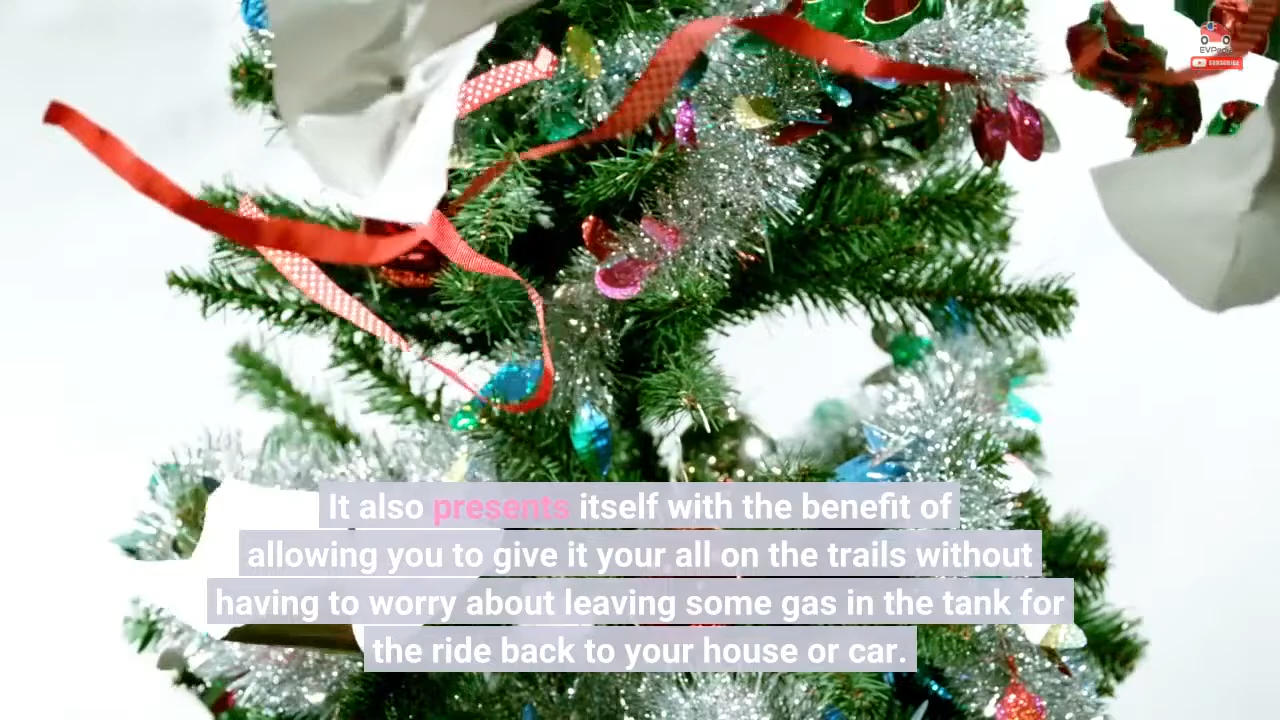 EVPedia
SUBSCRIBE
It also presents itself with the benefit of
allowing you to give it your all on the trails without
having to worry about leaving some gas in the tank for
the ride back to your house or car.